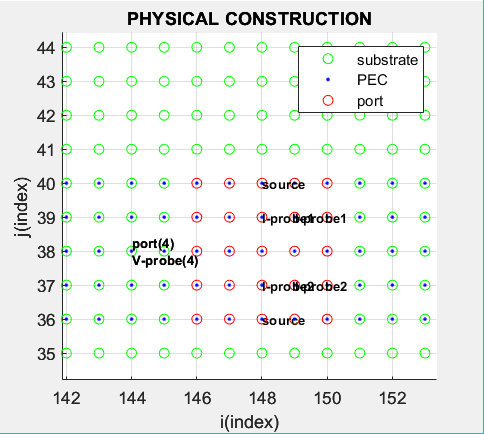 PHYSICAL CONSTRUCTION
substrate
PEC
port
44
43
42
41
40
39
38
37
36
35
source
I-probe1
port(4)
V-probe(4)
source
142
144
146
148
150
152
i(index)
j(index)